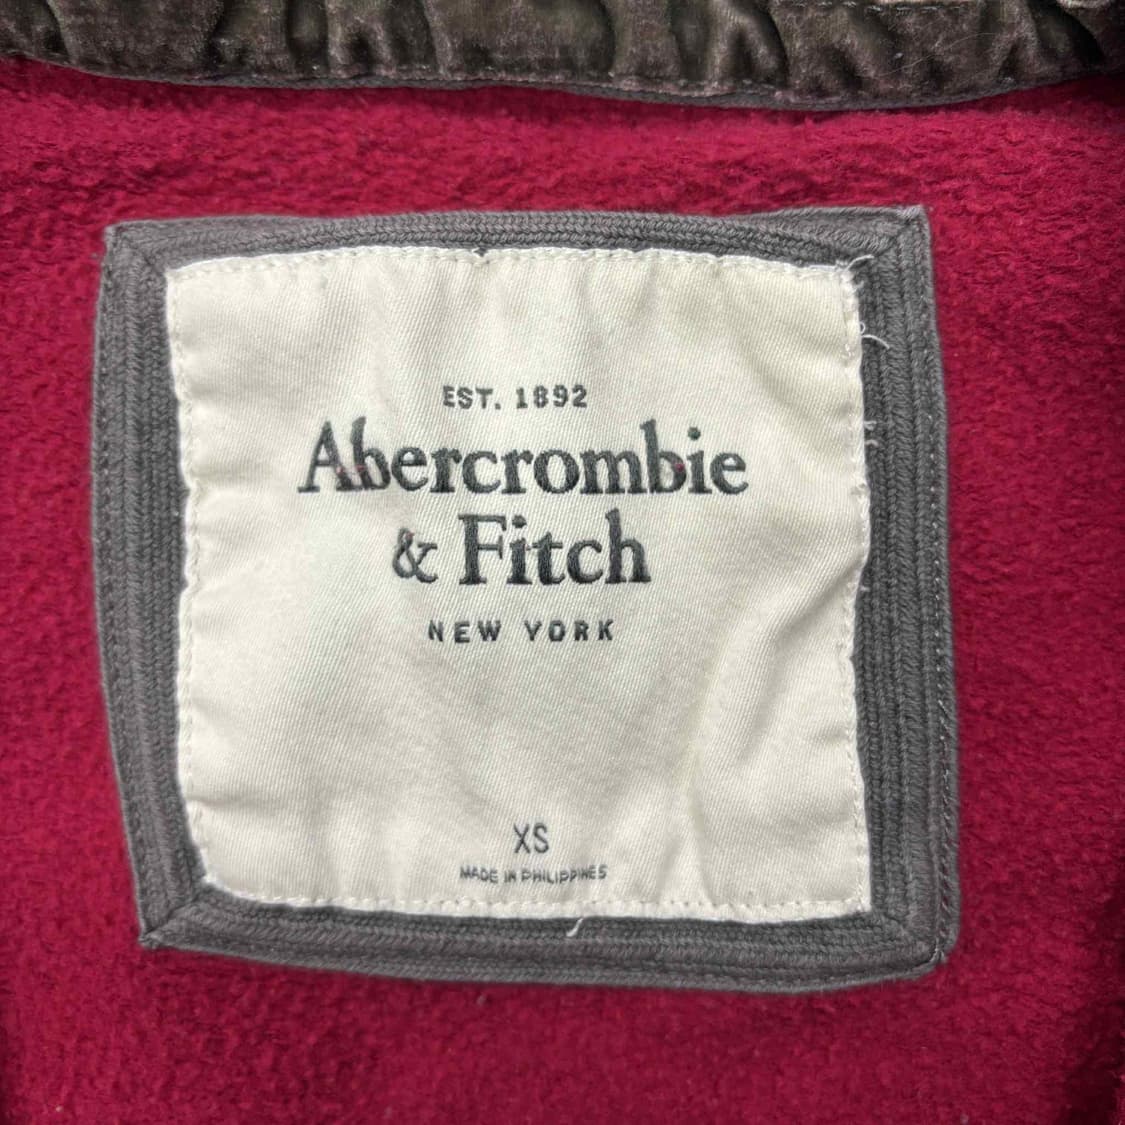 EST. 1892
Abercrombie
& Fitch
NEW YORK
XS
MADE IN PHILIPPINES